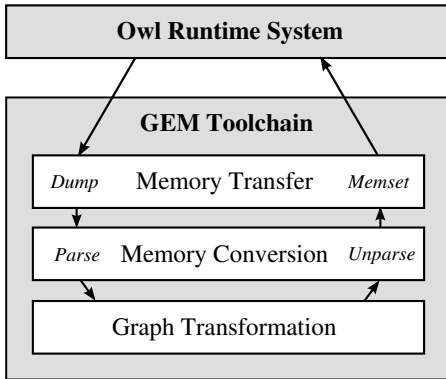 Owl Runtime System
GEM Toolchain
Dump Memory Transfer Memset
Parse Memory Conversion Unparse
Graph Transformation